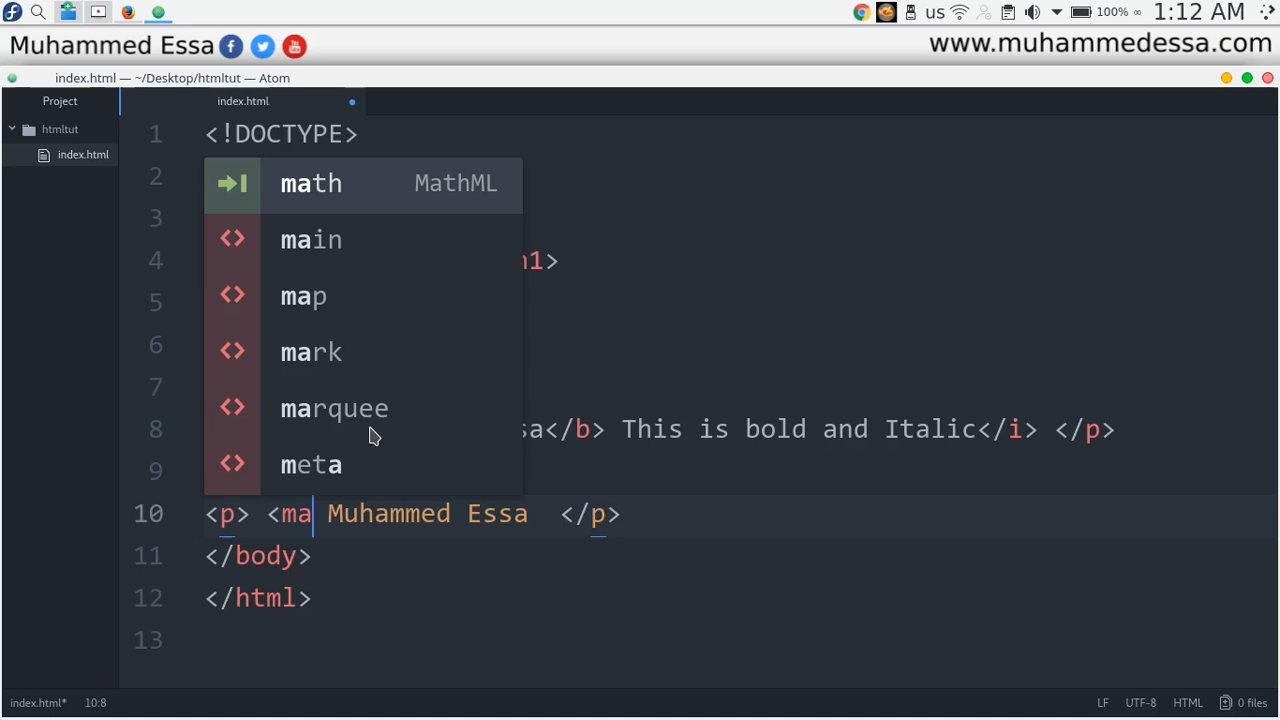 us 100% ∞ 1:12 AM
Muhammed Essa www.muhammedessa.com
index.html — ~/Desktop/htmltut — Atom
Project index.html
htmltut
index.html
1 <!DOCTYPE>
2 math MathML
3 main
4 h1>
5 map
6 mark
7 marquee
8 sa</b> This is bold and Italic</i> </p>
9 meta
10 <p> <ma Muhammed Essa </p>
11 </body>
12 </html>
13
index.html* 10:8 LF UTF-8 HTML 0 files